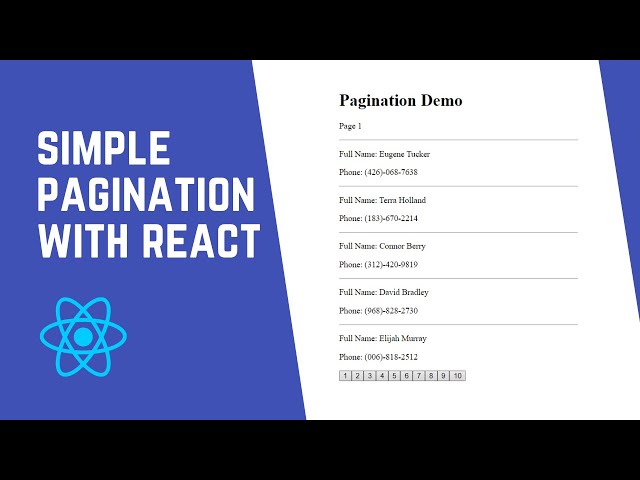 SIMPLE
PAGINATION
WITH REACT
Pagination Demo
Page 1
Full Name: Eugene Tucker
Phone: (426)-068-7638
Full Name: Terra Holland
Phone: (183)-670-2214
Full Name: Connor Berry
Phone: (312)-420-9819
Full Name: David Bradley
Phone: (968)-828-2730
Full Name: Elijah Murray
Phone: (006)-818-2512
1 2 3 4 5 6 7 8 9 10